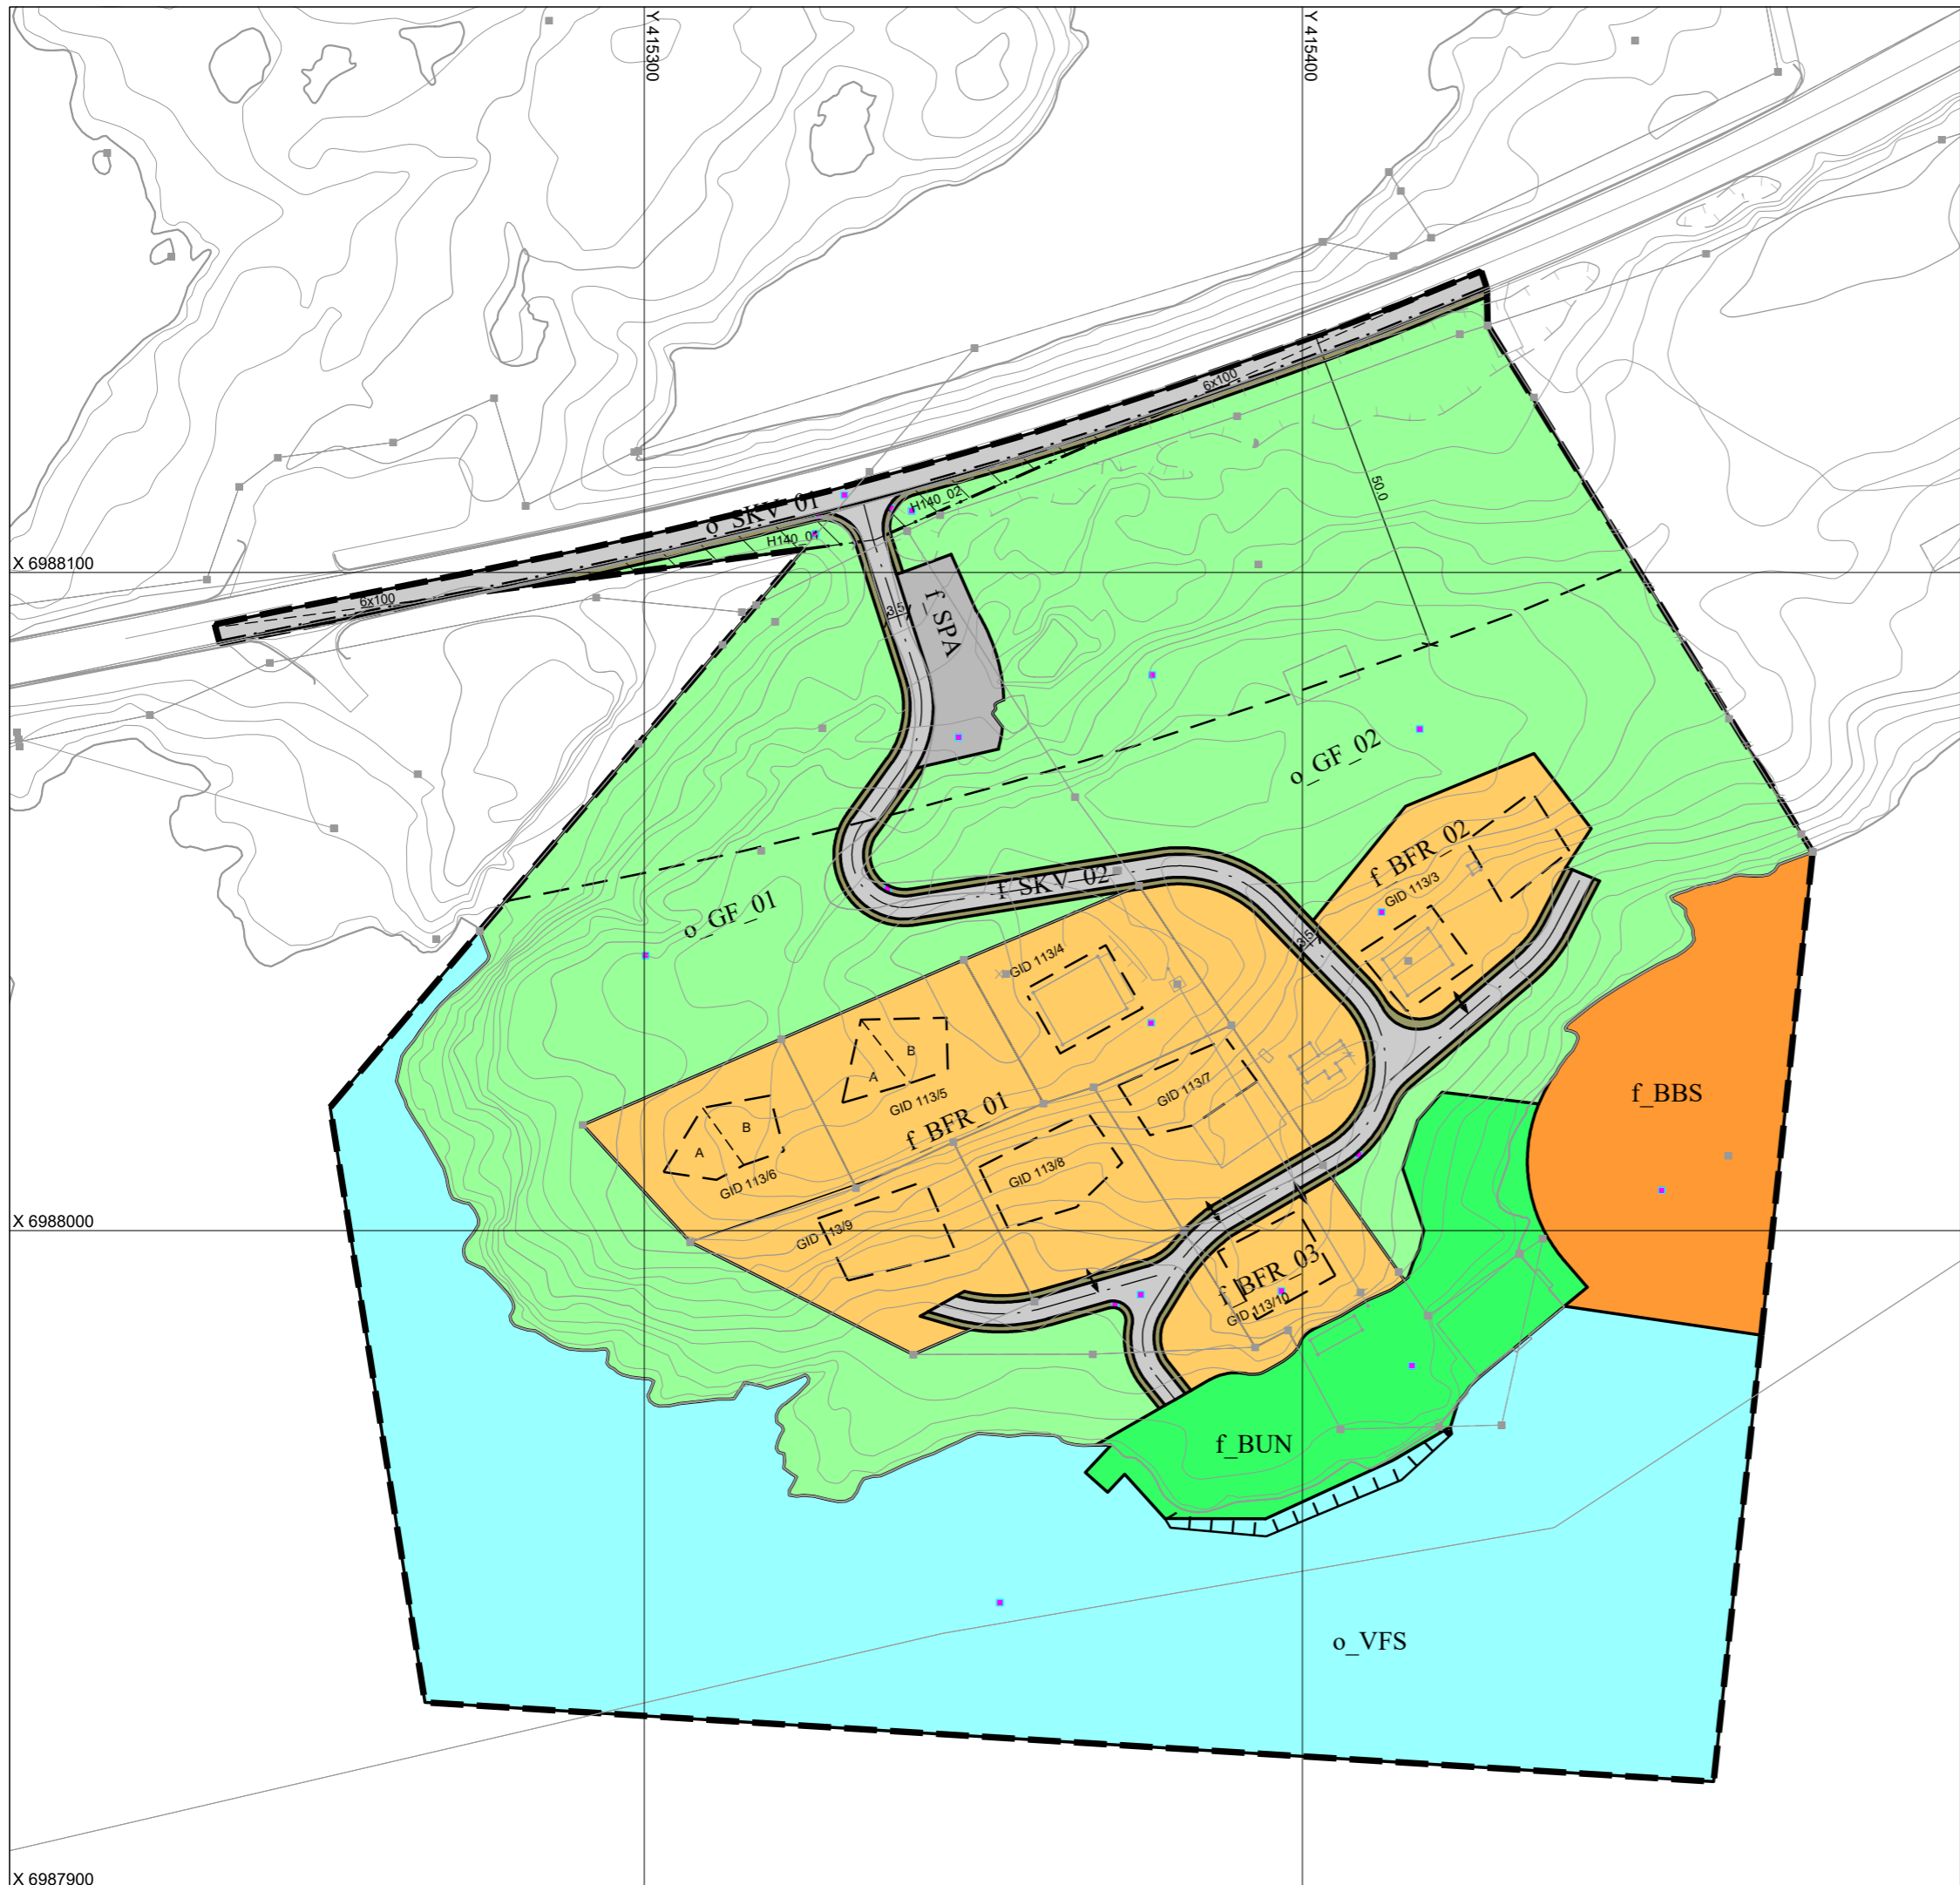 Y 415300
Y 415400
6x100
o_SKV_01
H140_02
H140_01
50.0
X 6988100
6x100
3,5
f_SPA
o_GF_02
f_BFR_02
GID 113/3
f_SKV_02
o_GF_01
3,5
GID 113/4
B
A
GID 113/5
GID 113/7
f_BBS
f_BFR_01
B
A
GID 113/6
GID 113/8
X 6988000
GID 113/9
f_BFR_03
GID 113/10
f_BUN
o_VFS
X 6987900